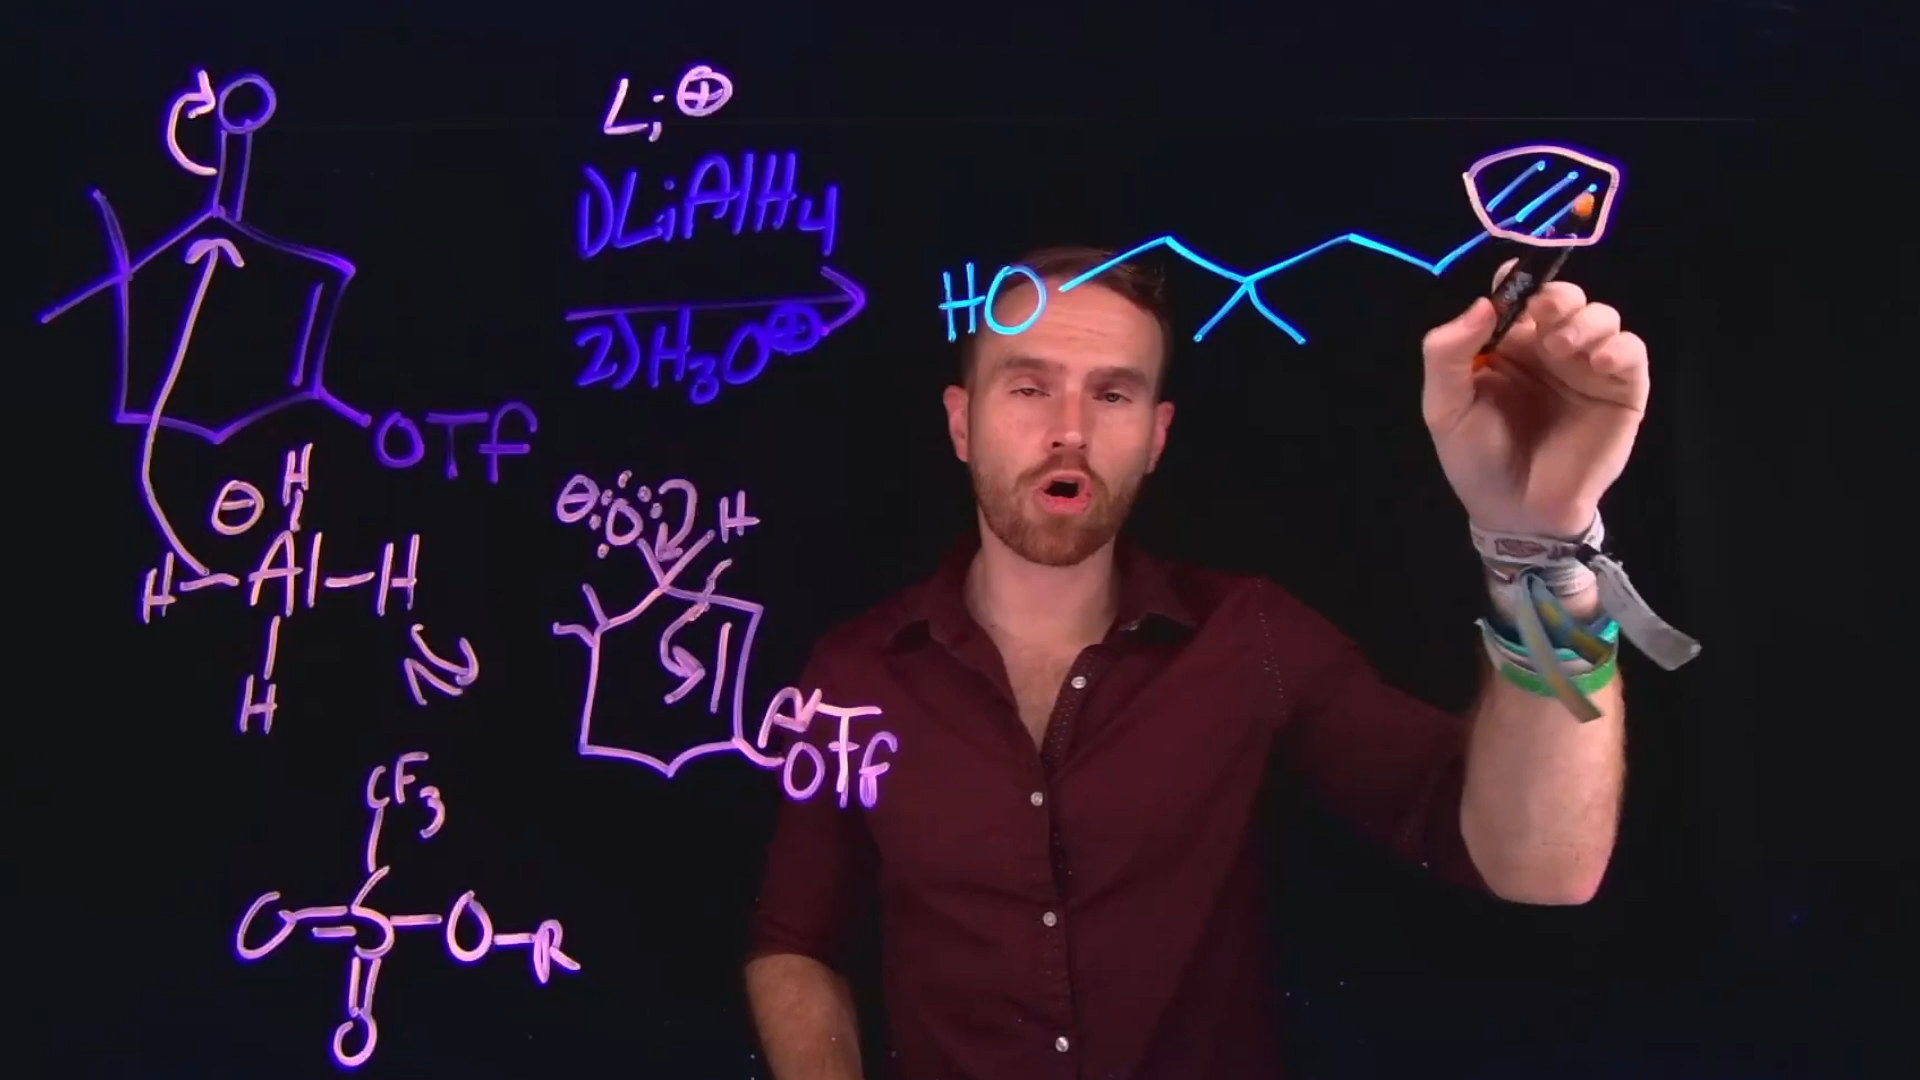 O
Li⊕
1)LiAlH4
2)H3O⊕
HO
OTf
⊖ H
H-Al-H
H
⊖:O: H
OTf
CF3
O=S-O-R
O